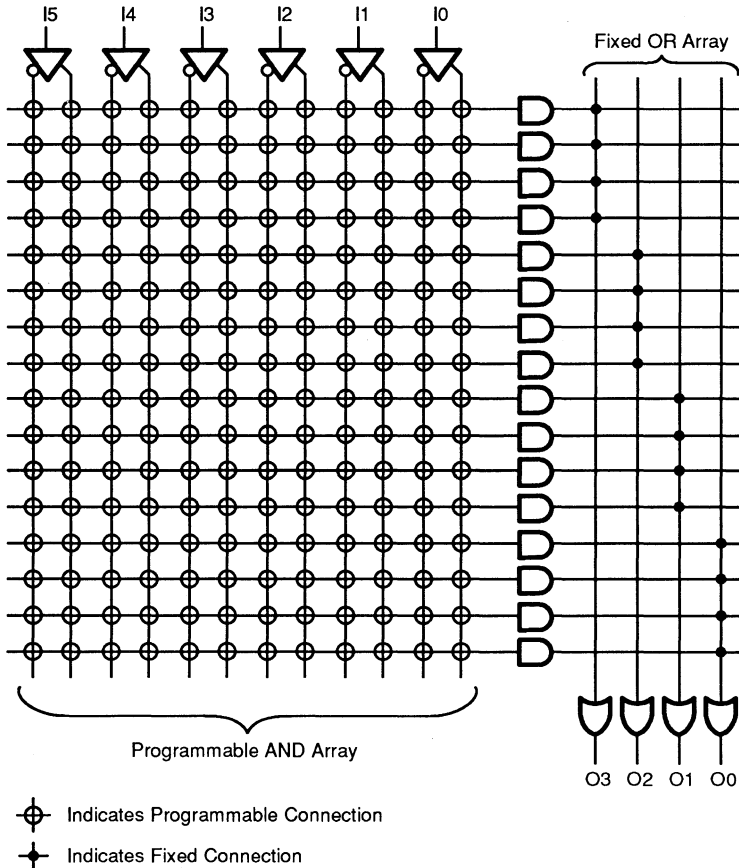 I5 I4 I3 I2 I1 I0
Fixed OR Array
Programmable AND Array
O3 O2 O1 O0
Indicates Programmable Connection
Indicates Fixed Connection